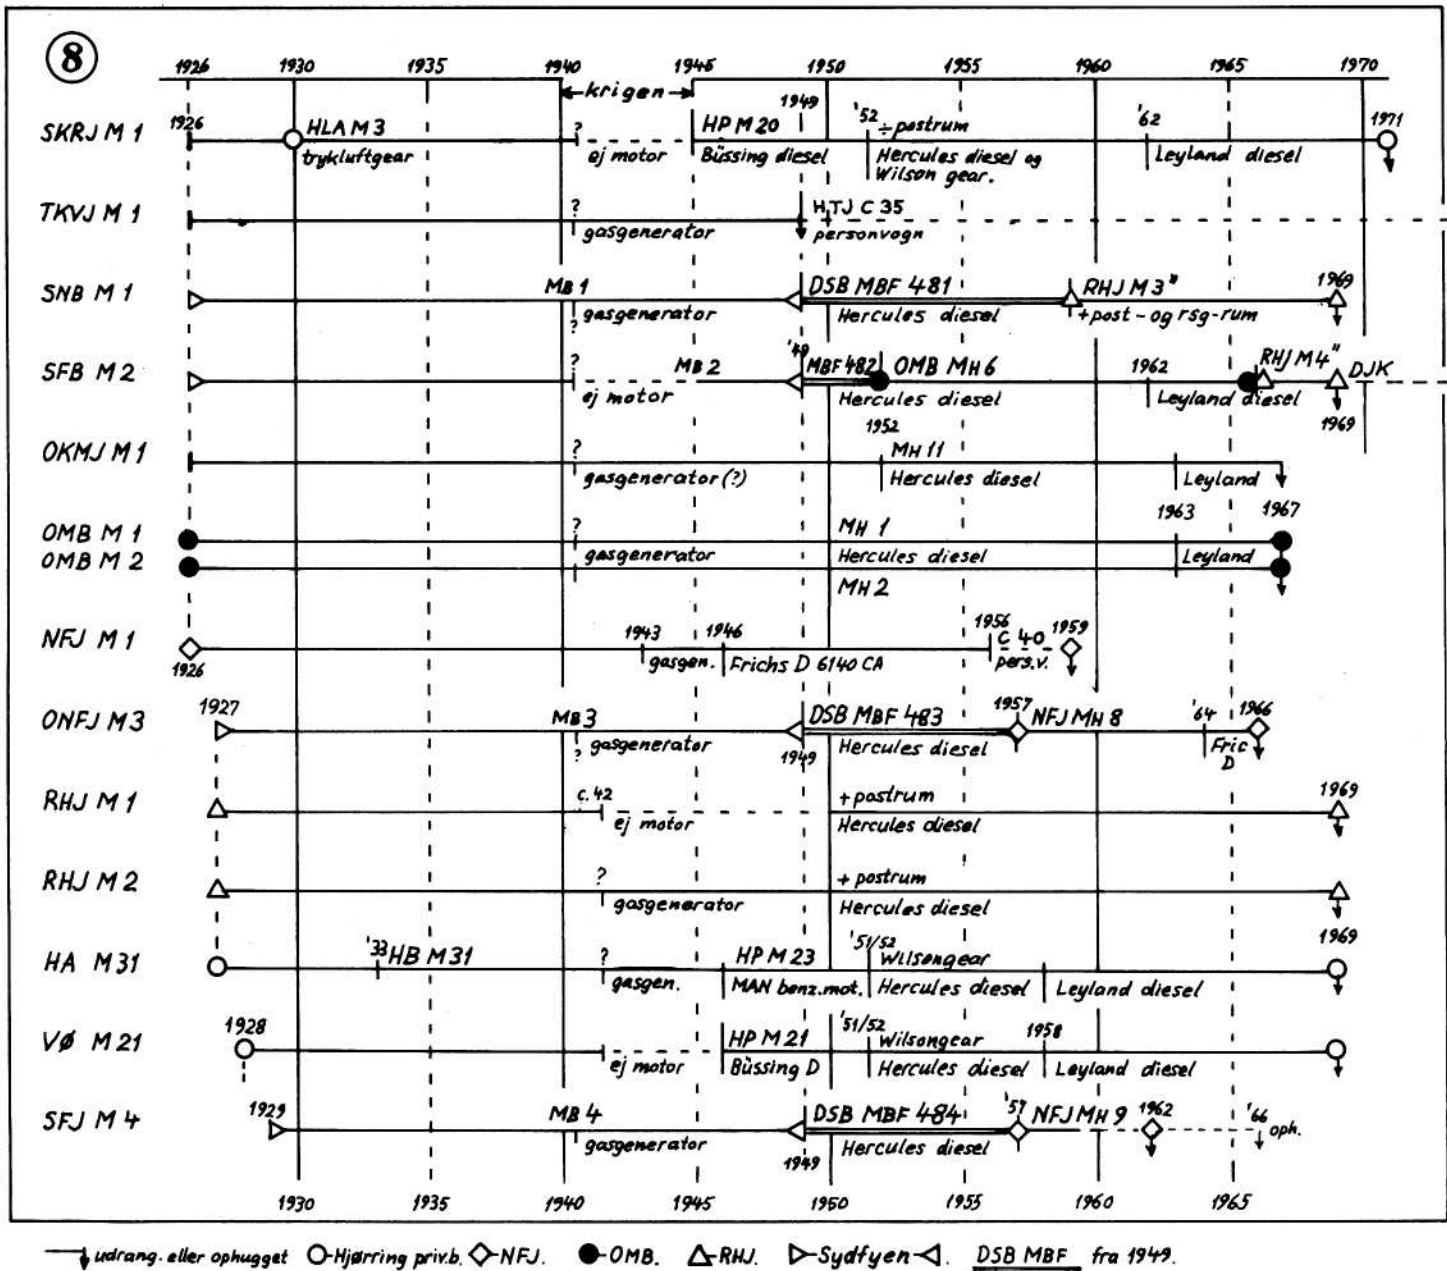 8
1926 1930 1935 1940 1945 1950 1955 1960 1965 1970
krigen
SKRJ M 1 1926 HLA M 3 ? HP M 20 1949 '52 ÷postrum '62 1971
trykluftgear ej motor Büssing diesel Hercules diesel og Leyland diesel
Wilson gear.
TKVJ M 1 ? HTJ C 35
gasgenerator personvogn
SNB M 1 MB 1 DSB MBF 481 RHJ M 3" 1969
? gasgenerator Hercules diesel +post-og rsg-rum
SFB M 2 ? MB 2 '49 MBF 482 OMB MH 6 1962 RHJ M 4" DJK
ej motor Hercules diesel Leyland diesel 1969
OKMJ M 1 ? 1952 MH 11
gasgenerator (?) Hercules diesel Leyland
OMB M 1 ? MH 1 1963 1967
gasgenerator Hercules diesel Leyland
OMB M 2
MH 2
NFJ M 1 1943 1946 1956 C 40 1959
1926 gasgen. Frichs D 6140 CA pers.v.
ONFJ M 3 1927 MB 3 DSB MBF 483 1957 NFJ MH 8 '64 1966
? gasgenerator 1949 Hercules diesel Fric
D
RHJ M 1 c. 42 +postrum 1969
ej motor Hercules diesel
RHJ M 2 ? +postrum
gasgenerator Hercules diesel
HA M 31 '33 HB M 31 ? HP M 23 '51/52 Wilsongear 1969
gasgen. MAN benz.mot. Hercules diesel Leyland diesel
VØ M 21 1928 HP M 21 '51/52 Wilsongear 1958
ej motor Büssing D Hercules diesel Leyland diesel
SFJ M 4 1929 MB 4 DSB MBF 484 '57 NFJ MH 9 1962 '66 oph.
gasgenerator 1949 Hercules diesel
1930 1935 1940 1945 1950 1955 1960 1965
udrang. eller ophugget Hjørring priv.b. NFJ. OMB. RHJ. Sydfyen. DSB MBF fra 1949.